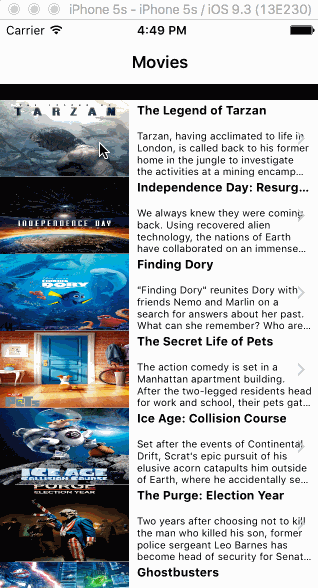 iPhone 5s - iPhone 5s / iOS 9.3 (13E230)
Carrier 4:49 PM
Movies
TARZAN
The Legend of Tarzan
Tarzan, having acclimated to life in
London, is called back to his former
home in the jungle to investigate
the activities at a mining encamp...
INDEPENDENCE DAY
Independence Day: Resurg...
We always knew they were coming
back. Using recovered alien
technology, the nations of Earth
have collaborated on an immense...
FINDING DORY
Finding Dory
"Finding Dory" reunites Dory with
friends Nemo and Marlin on a
search for answers about her past.
What can she remember? Who are...
The Secret Life of Pets
The action comedy is set in a
Manhattan apartment building.
After the two-legged residents head
for work and school, their pets gat...
ICE AGE
COLLISION COURSE
Ice Age: Collision Course
Set after the events of Continental
Drift, Scrat's epic pursuit of his
elusive acorn catapults him outside
of Earth, where he accidentally se...
PURGE
ELECTION YEAR
The Purge: Election Year
Two years after choosing not to kill
the man who killed his son, former
police sergeant Leo Barnes has
become head of security for Senat...
Ghostbusters